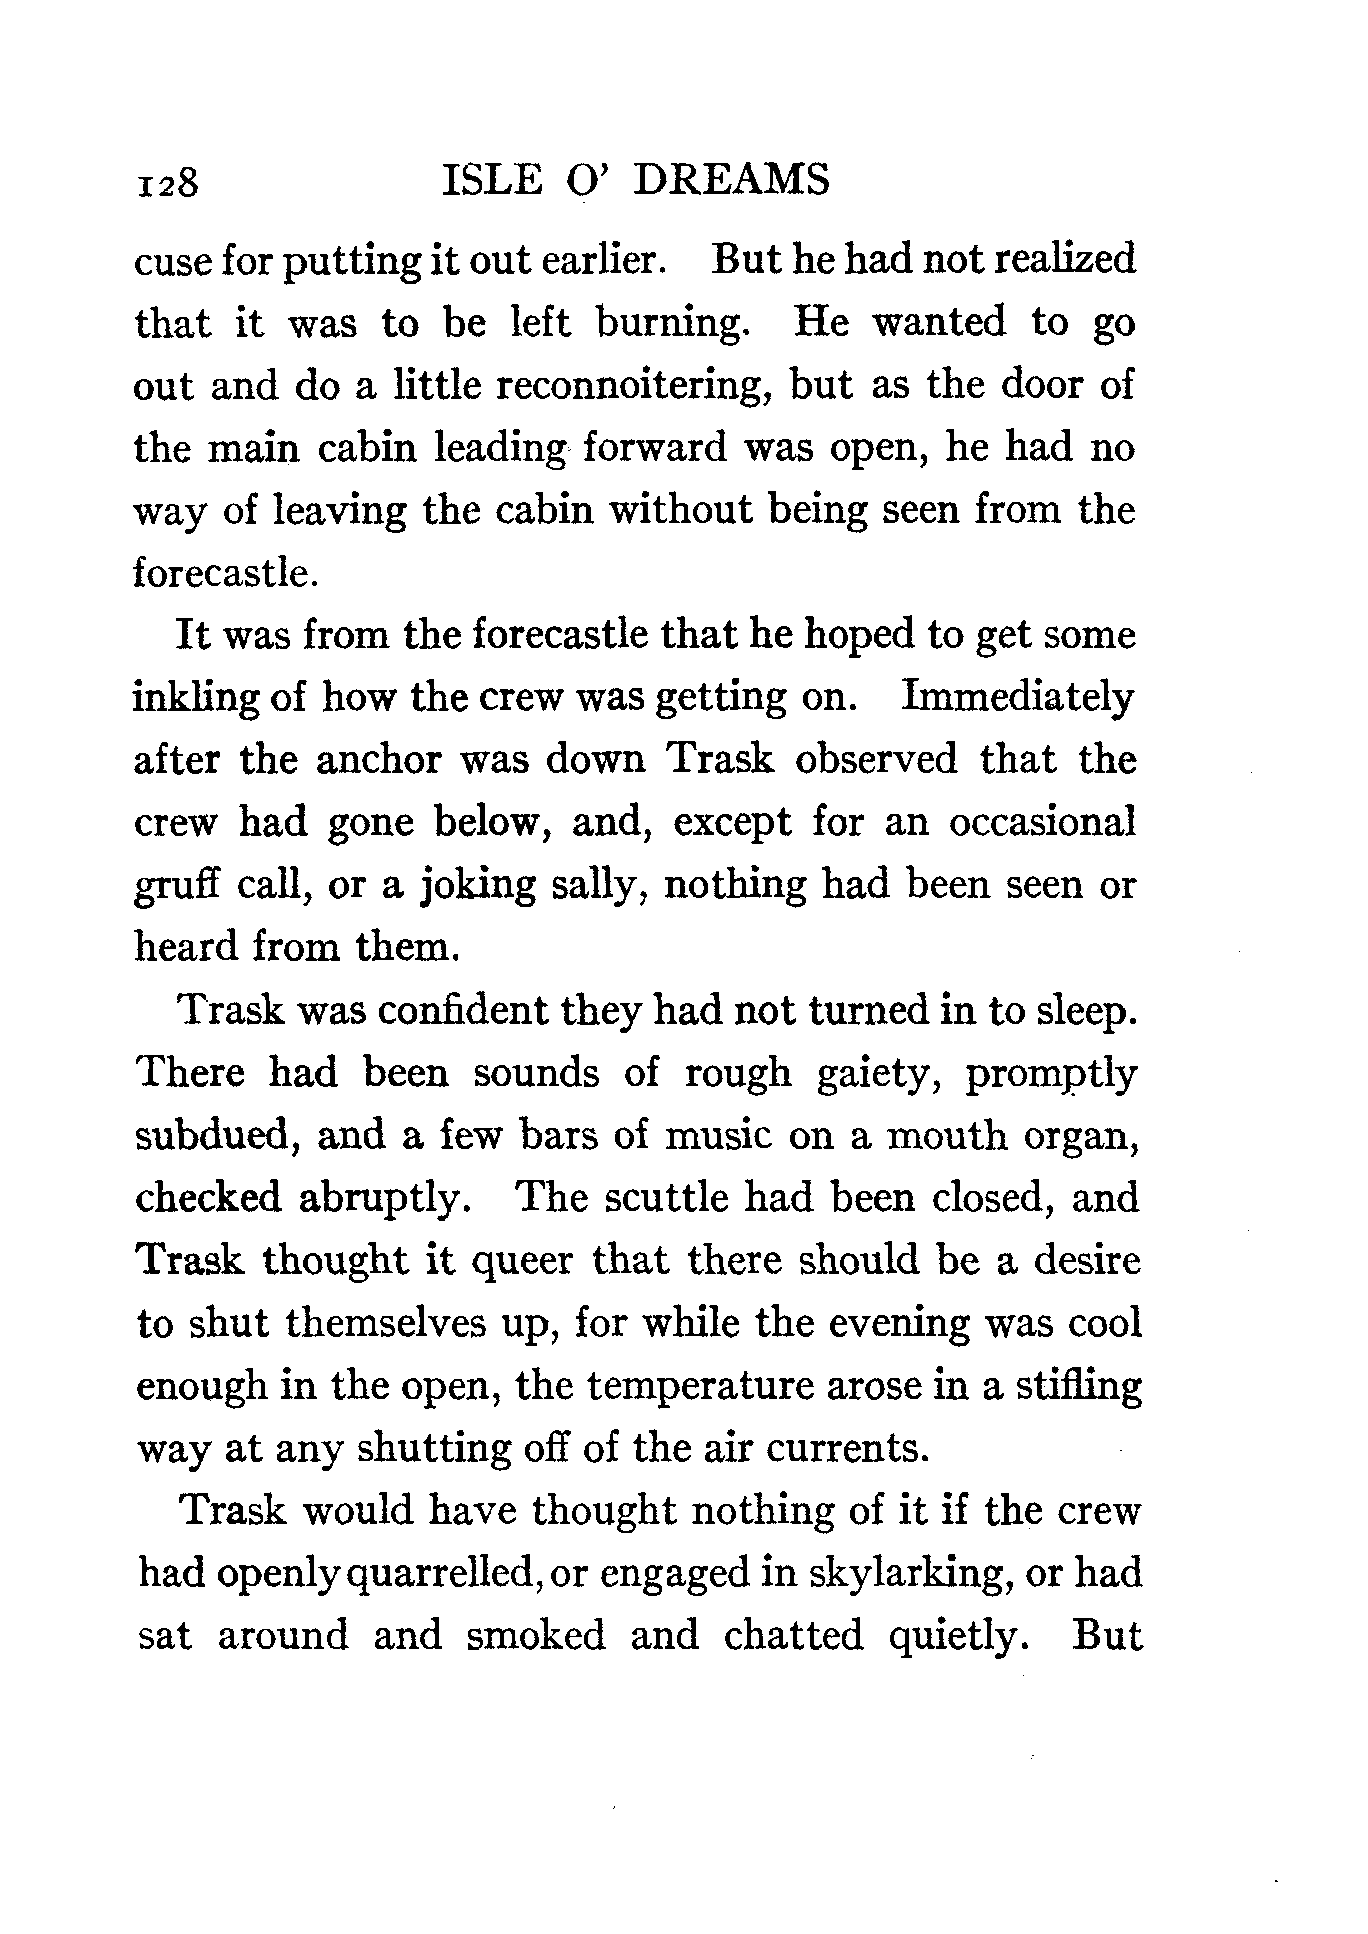 128 ISLE O' DREAMS
cuse for putting it out earlier. But he had not realized
that it was to be left burning. He wanted to go
out and do a little reconnoitering, but as the door of
the main cabin leading forward was open, he had no
way of leaving the cabin without being seen from the
forecastle.
It was from the forecastle that he hoped to get some
inkling of how the crew was getting on. Immediately
after the anchor was down Trask observed that the
crew had gone below, and, except for an occasional
gruff call, or a joking sally, nothing had been seen or
heard from them.
Trask was confident they had not turned in to sleep.
There had been sounds of rough gaiety, promptly
subdued, and a few bars of music on a mouth organ,
checked abruptly. The scuttle had been closed, and
Trask thought it queer that there should be a desire
to shut themselves up, for while the evening was cool
enough in the open, the temperature arose in a stifling
way at any shutting off of the air currents.
Trask would have thought nothing of it if the crew
had openly quarrelled, or engaged in skylarking, or had
sat around and smoked and chatted quietly. But